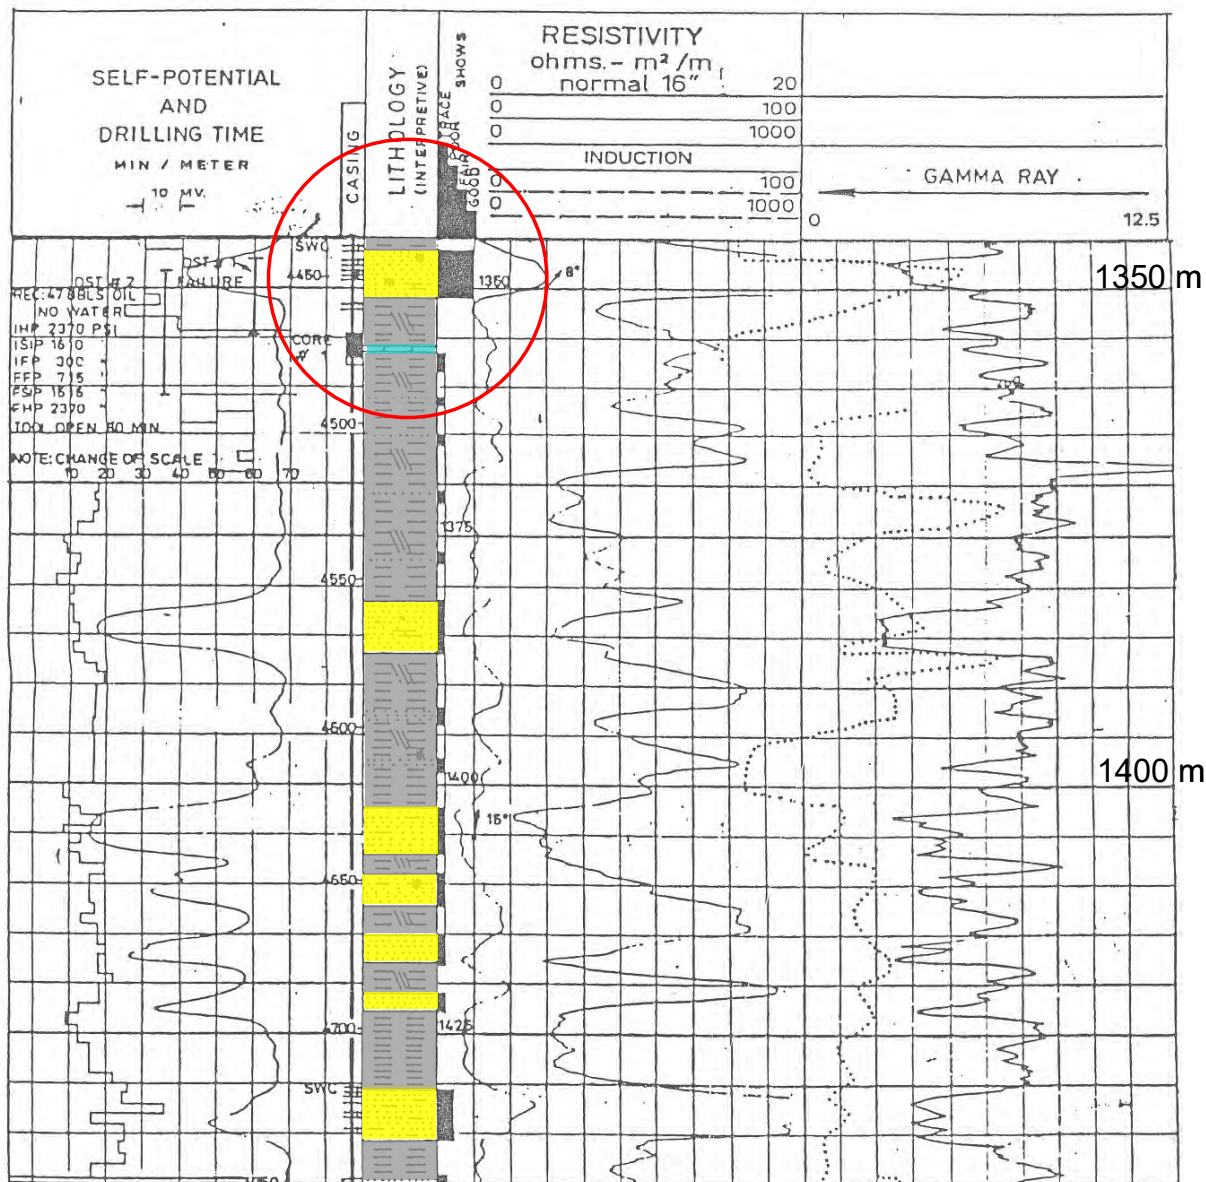 SELF-POTENTIAL
AND
DRILLING TIME
MIN / METER
10 MV.
CASING
LITHOLOGY
(INTERPRETIVE)
SHOWS
TRACE
POOR
FAIR
GOOD
RESISTIVITY
ohms. - m² /m
normal 16"
0 20
0 100
0 1000
INDUCTION
0 100
0 1000
GAMMA RAY
0 12.5
SWC
DST
FAILURE
4450
1350
8°
1350 m
DST # 2
REC: 47 BBLS OIL
NO WATER
IHP 2370 PSI
ISIP 1610
IFP 300 "
FFP 715 "
FSIP 1515 "
FHP 2370 "
TOOL OPEN 80 MIN.
CORE
# 1
4500
NOTE: CHANGE OF SCALE
10 20 30 40 50 60 70
1375
4550
4600
1400
1400 m
15°
4650
4700
1425
SWC